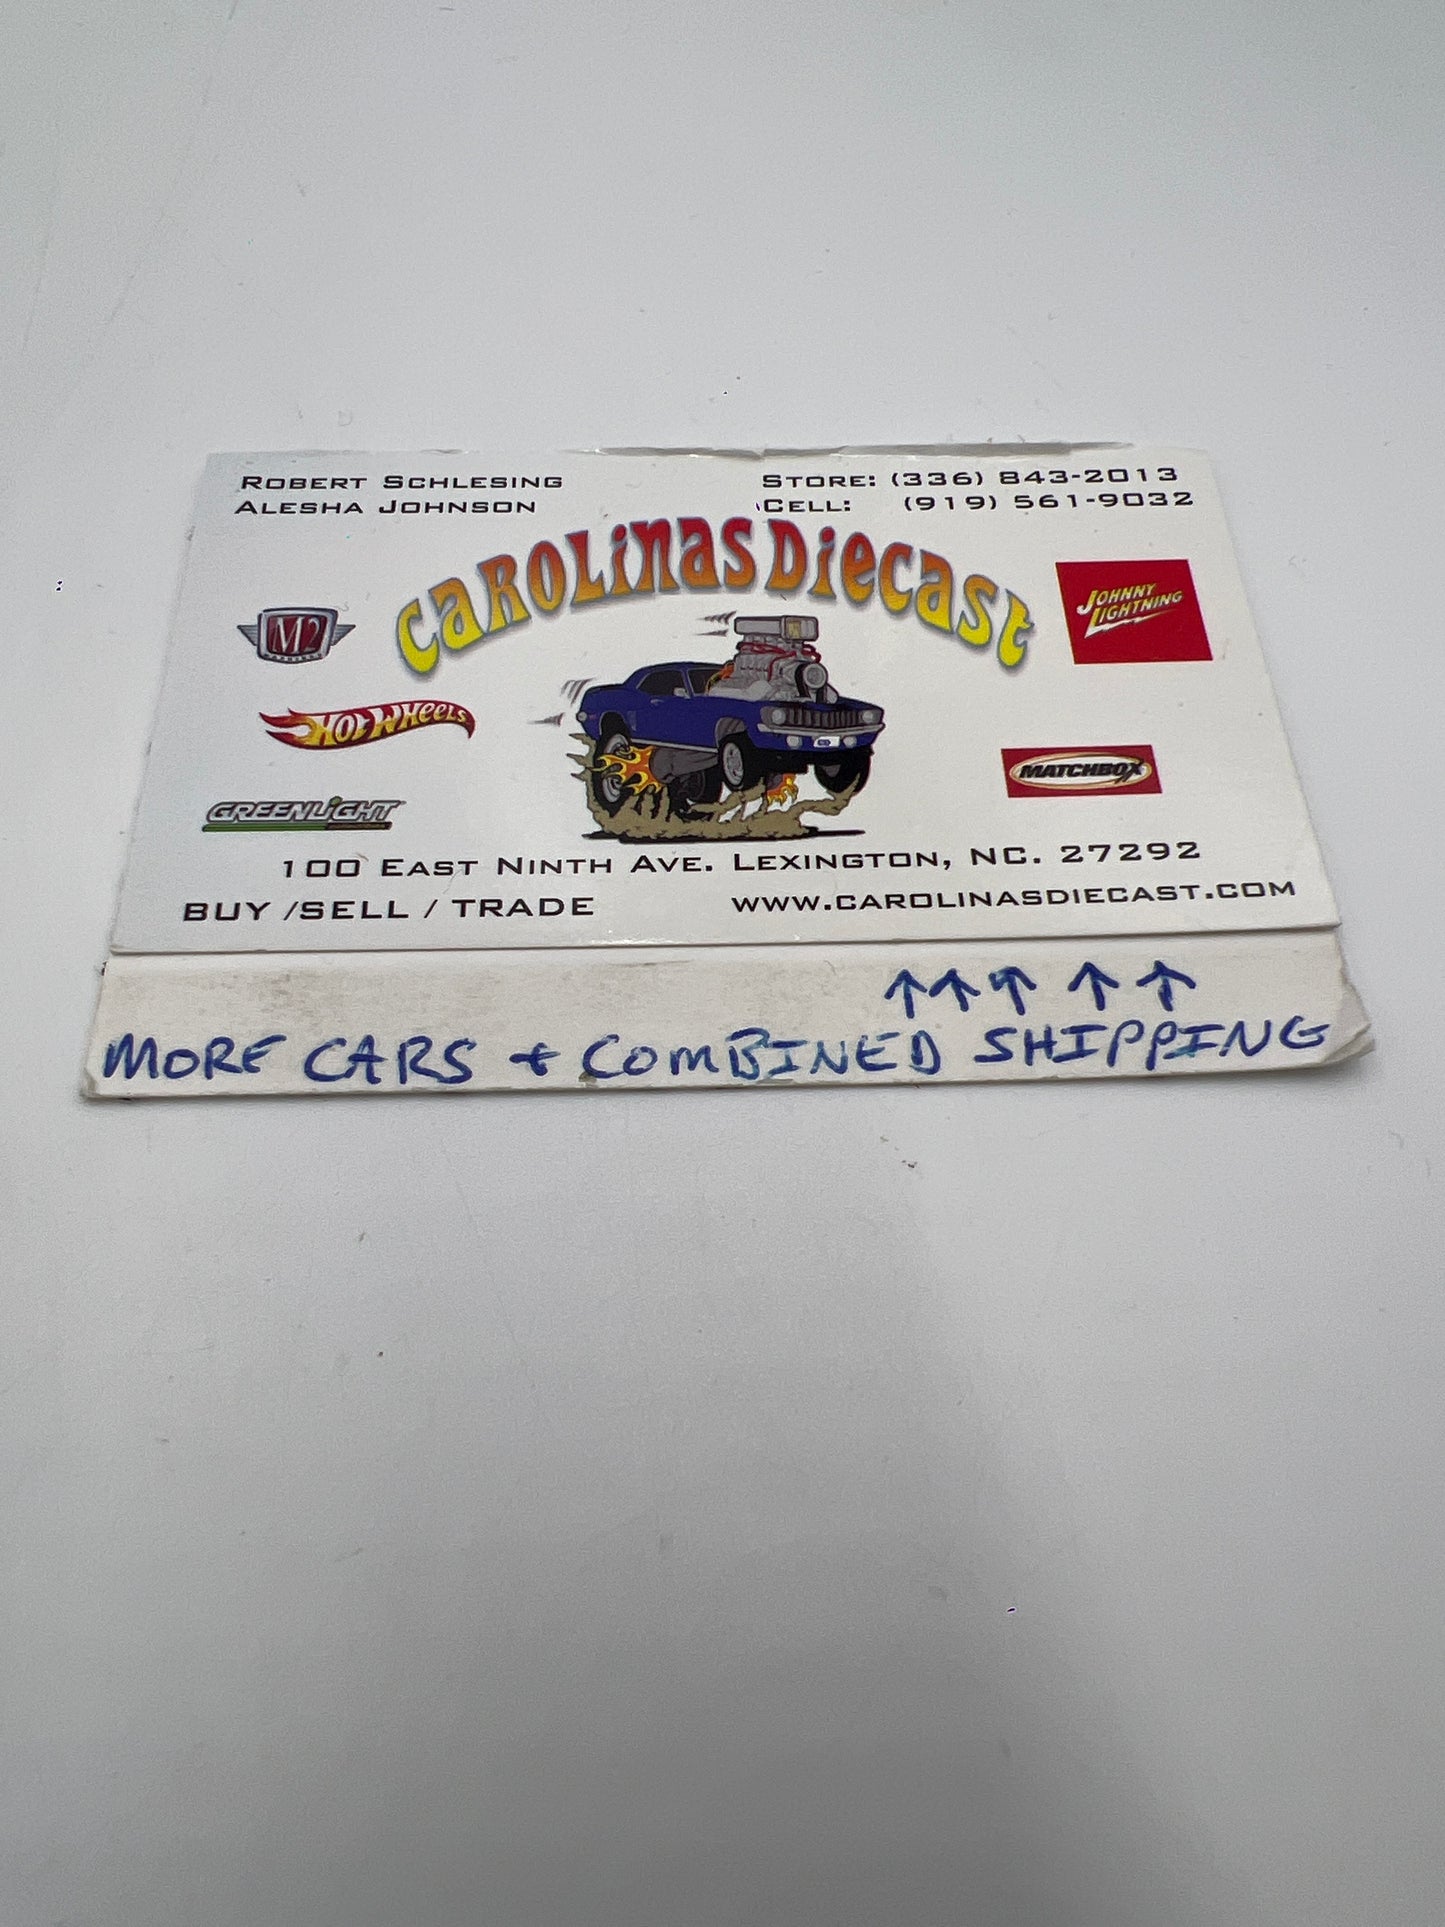 ROBERT SCHLESING
ALESHA JOHNSON
STORE: (336) 843-2013
CELL: (919) 561-9032
CAROLINAS DIECAST
M2
JOHNNY
LIGHTNING
HOT WHEELS
MATCHBOX
GREENLIGHT
100 EAST NINTH AVE. LEXINGTON, NC. 27292
BUY /SELL / TRADE
WWW.CAROLINASDIECAST.COM
↑↑↑ ↑ ↑
MORE CARS + COMBINED SHIPPING